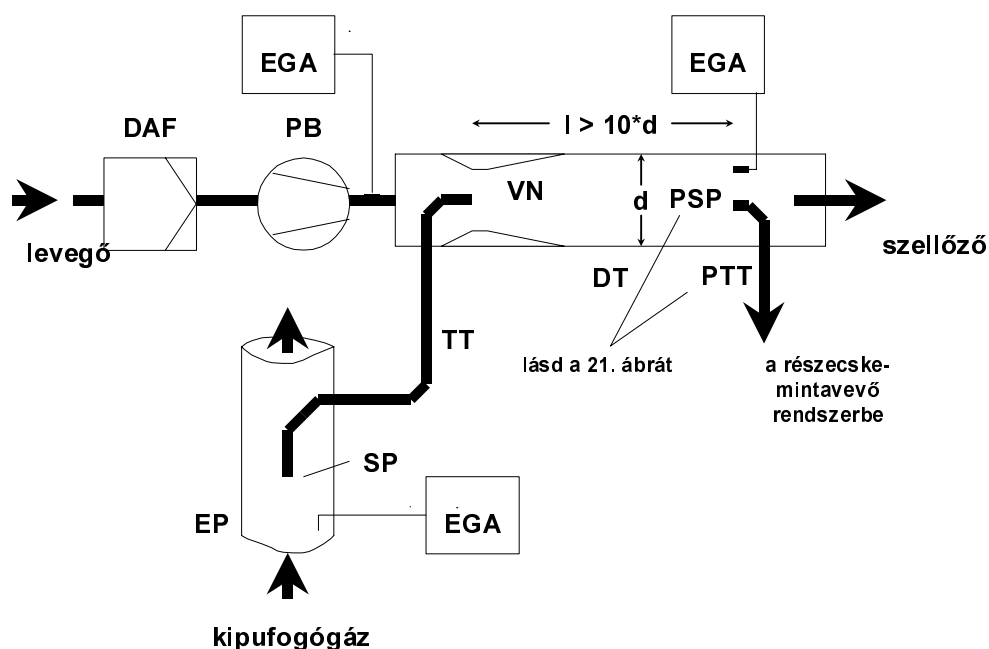 EGA
EGA
DAF
PB
l > 10*d
levegő
VN
d
PSP
szellőző
DT
PTT
TT
lásd a 21. ábrát
a részecske-
mintavevő
rendszerbe
SP
EP
EGA
kipufogógáz